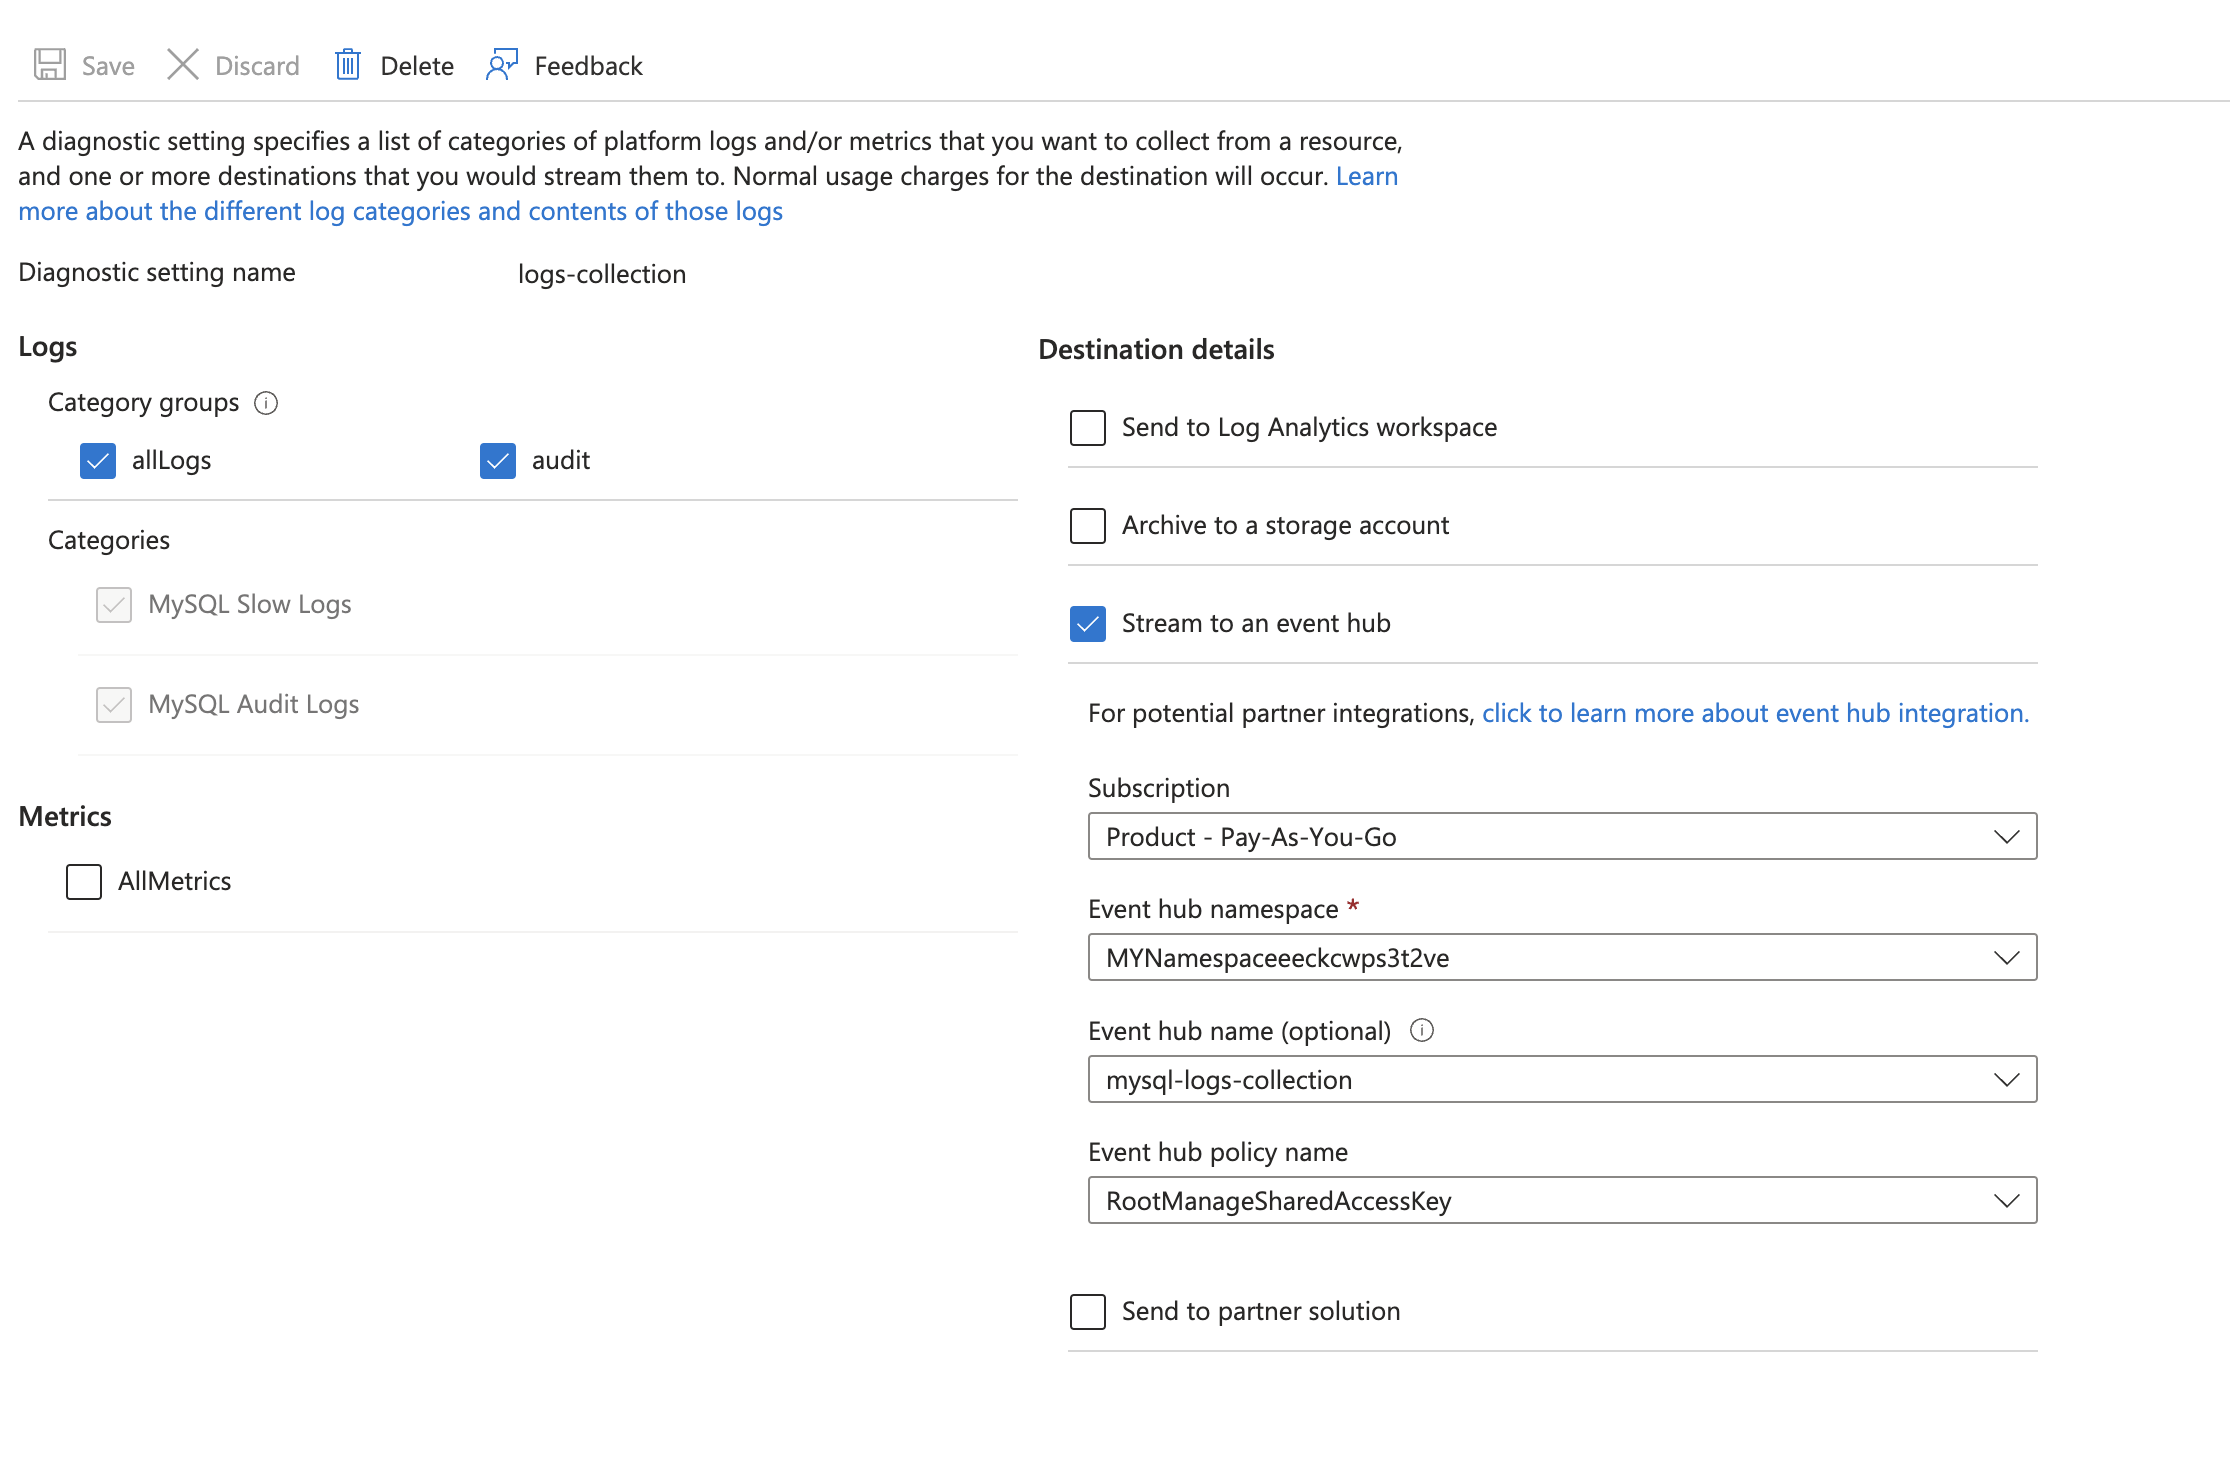 Save Discard Delete Feedback
A diagnostic setting specifies a list of categories of platform logs and/or metrics that you want to collect from a resource,
and one or more destinations that you would stream them to. Normal usage charges for the destination will occur. Learn
more about the different log categories and contents of those logs
Diagnostic setting name logs-collection
Logs
Category groups
allLogs audit
Categories
MySQL Slow Logs
MySQL Audit Logs
Metrics
AllMetrics
Destination details
Send to Log Analytics workspace
Archive to a storage account
Stream to an event hub
For potential partner integrations, click to learn more about event hub integration.
Subscription
Product - Pay-As-You-Go
Event hub namespace *
MYNamespaceeeckcwps3t2ve
Event hub name (optional)
mysql-logs-collection
Event hub policy name
RootManageSharedAccessKey
Send to partner solution